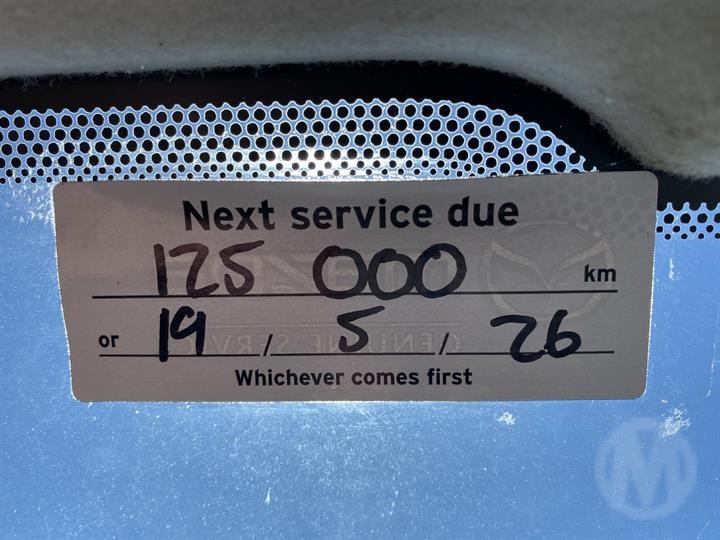 Next service due
125 000 km
or 19 / 5 / 26
Whichever comes first
M